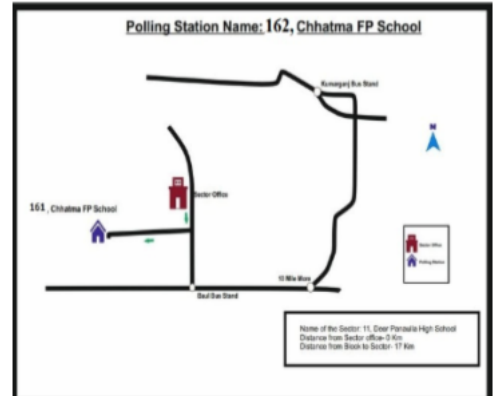 Polling Station Name: 162, Chhatma FP School
Kumarganj Bus Stand
N
Sector Office
161 , Chhatma FP School
Sector Office
Polling Station
10 Mile More
Baul Bus Stand
Name of the Sector: 11, Deer Panaulla High School
Distance from Sector office- 0 Km
Distance from Block to Sector- 17 Km